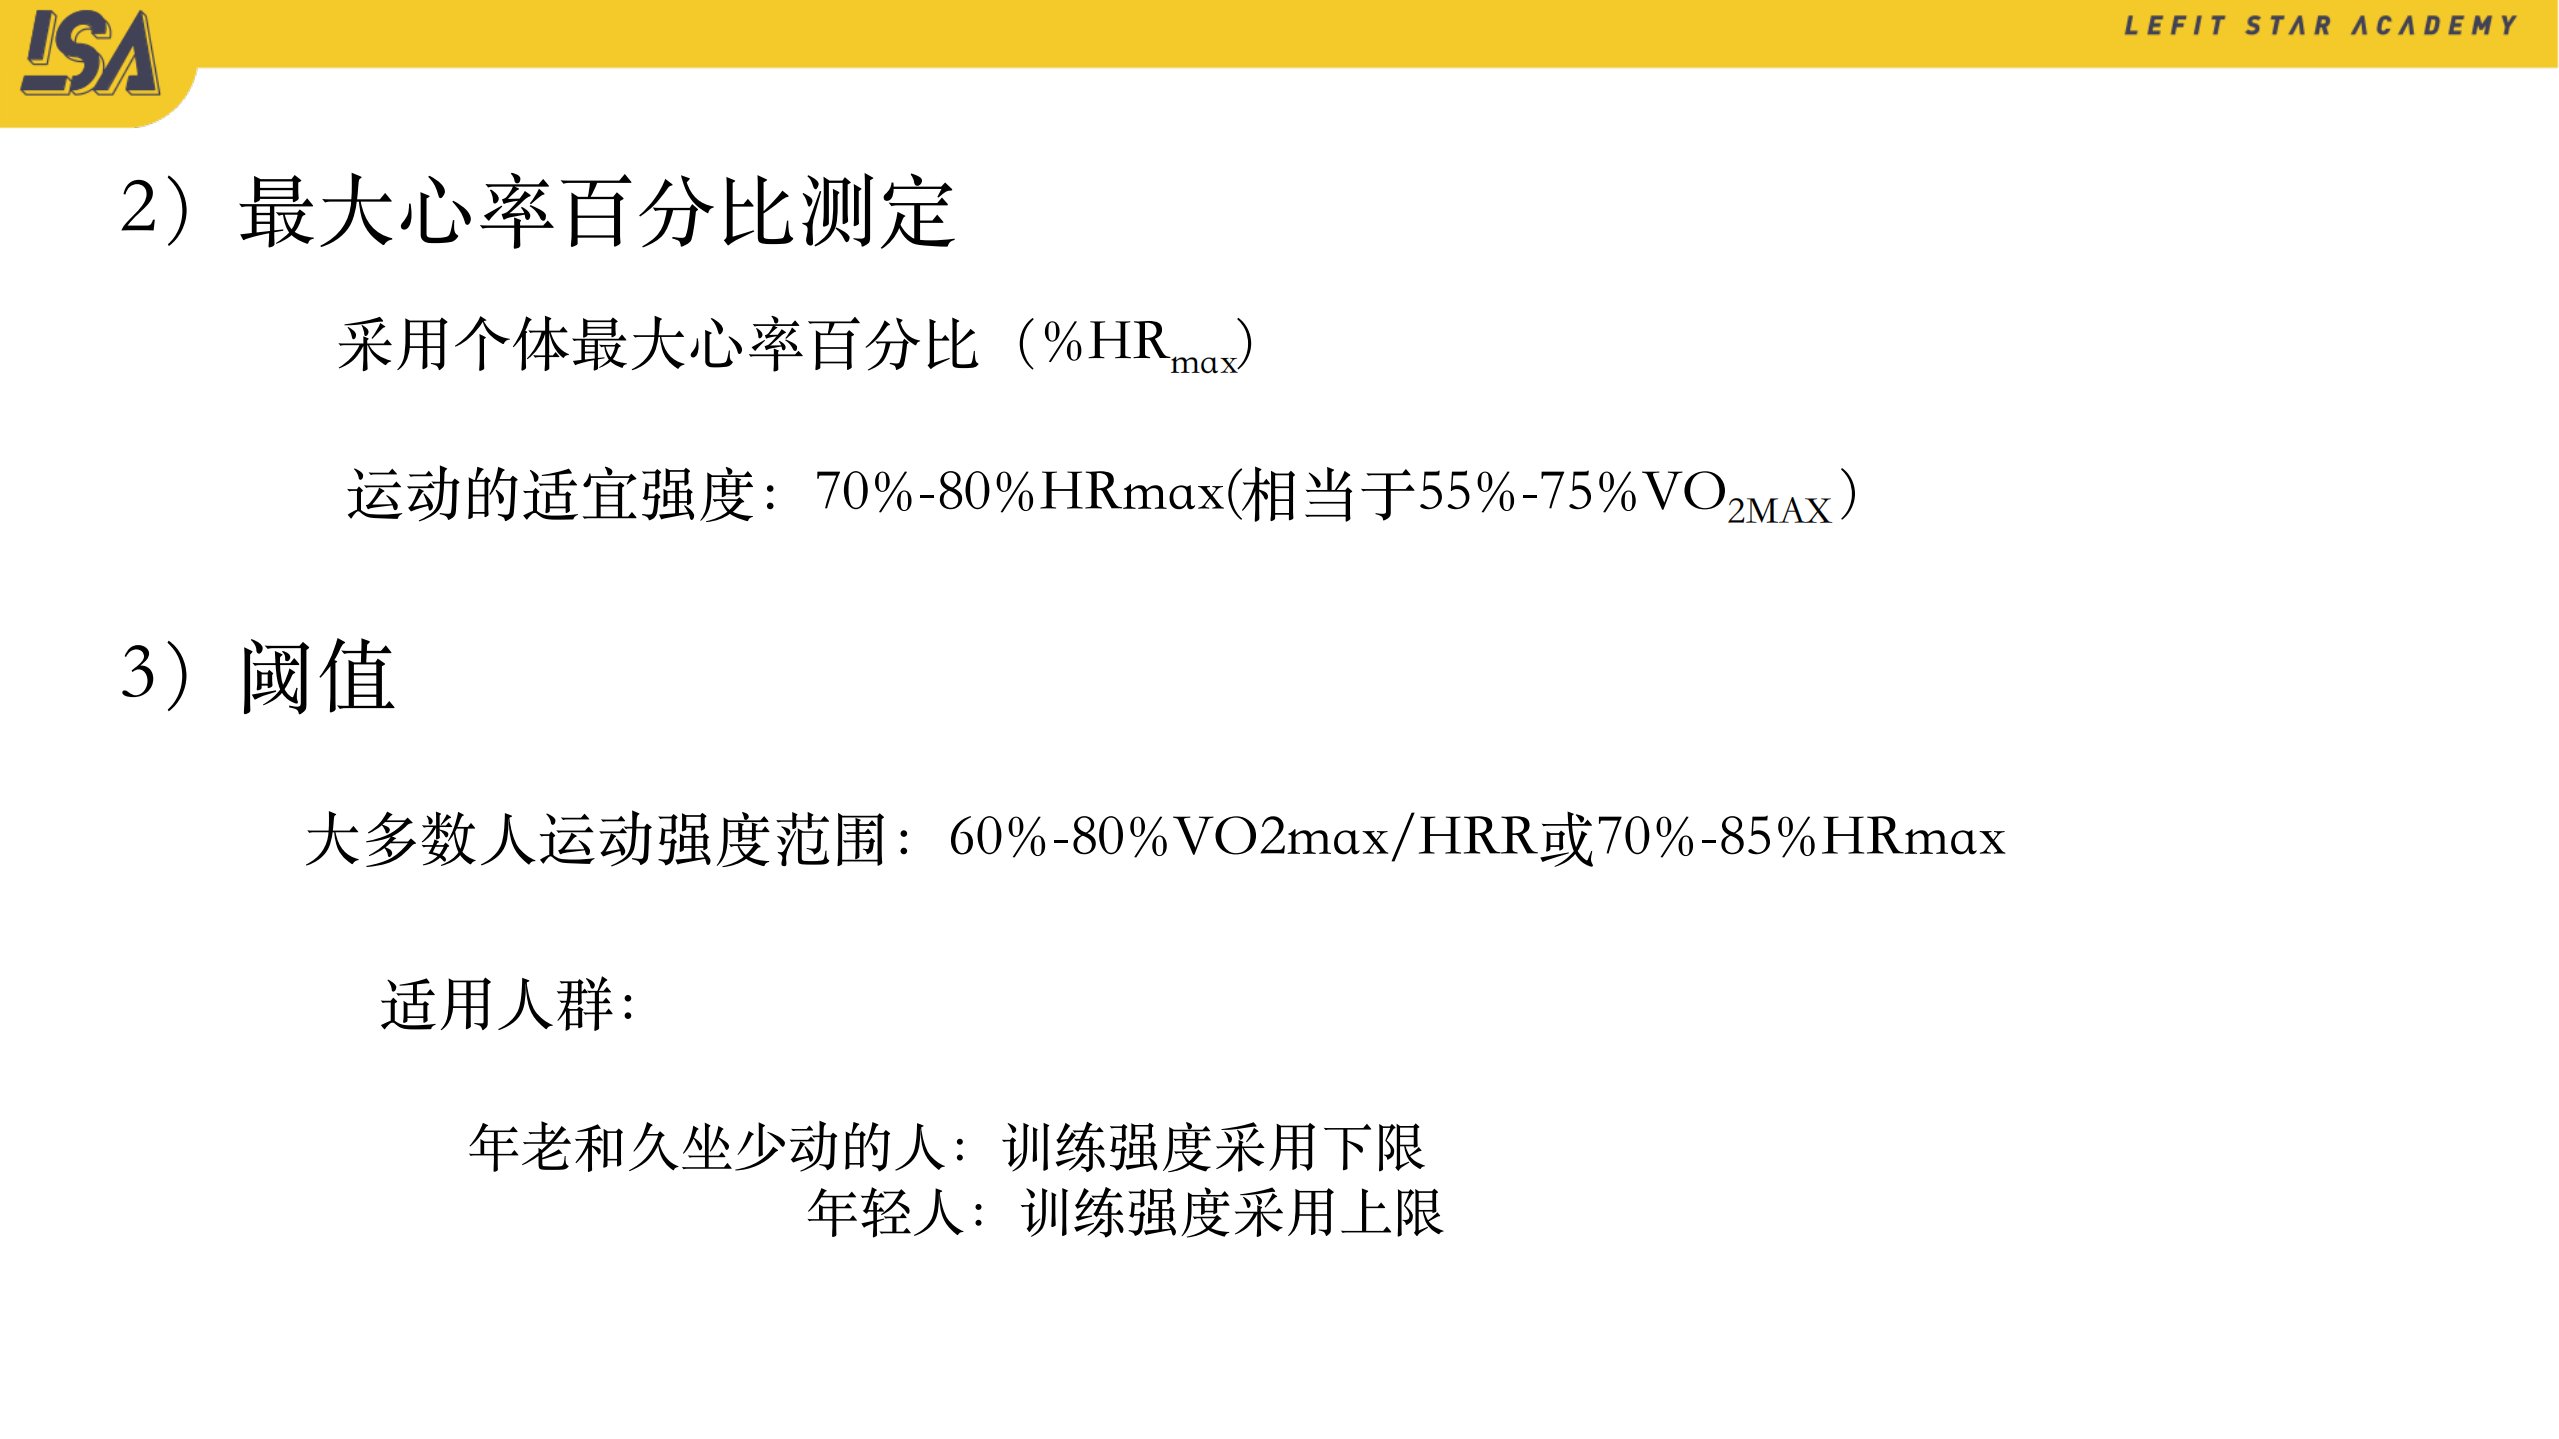 LSA
LEFIT STAR ACADEMY
2）最大心率百分比测定
采用个体最大心率百分比（%HRmax）
运动的适宜强度：70%-80%HRmax(相当于55%-75%VO2MAX）
3）阈值
大多数人运动强度范围：60%-80%VO2max/HRR或70%-85%HRmax
适用人群：
年老和久坐少动的人：训练强度采用下限
年轻人：训练强度采用上限